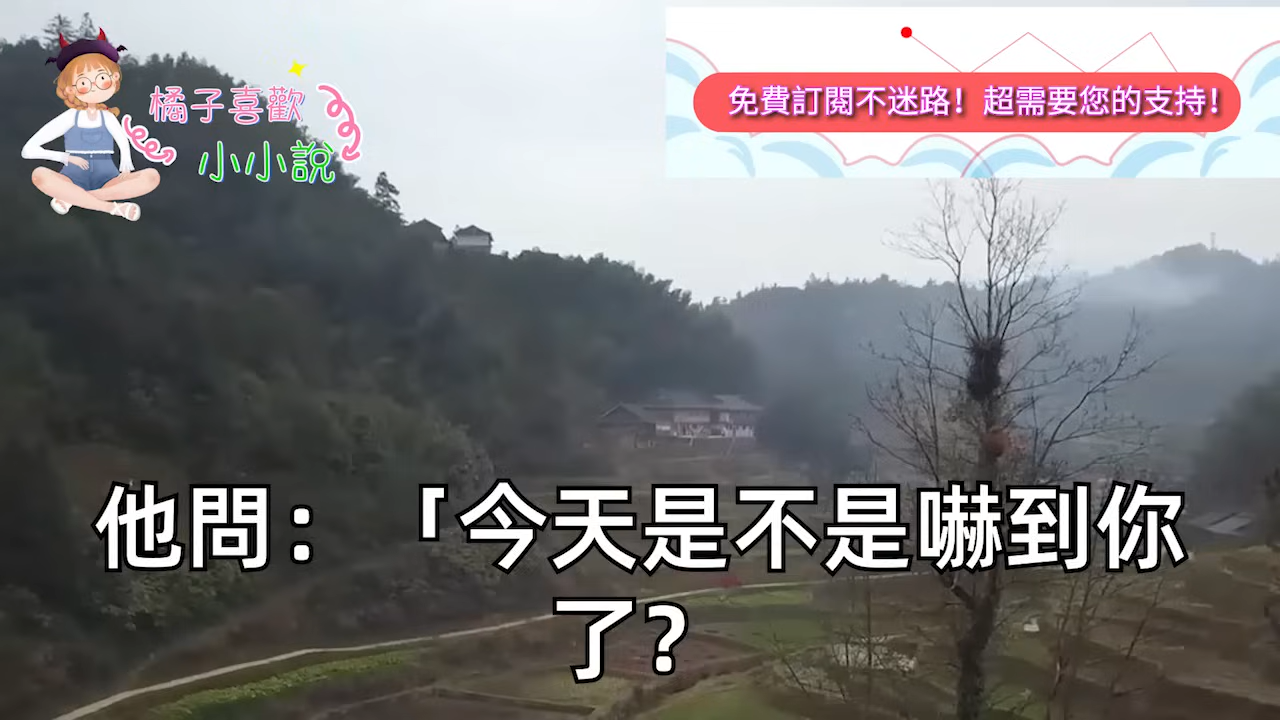 橘子喜歡
小小說
免費訂閱不迷路！超需要您的支持！
他問：「今天是不是嚇到你
了？